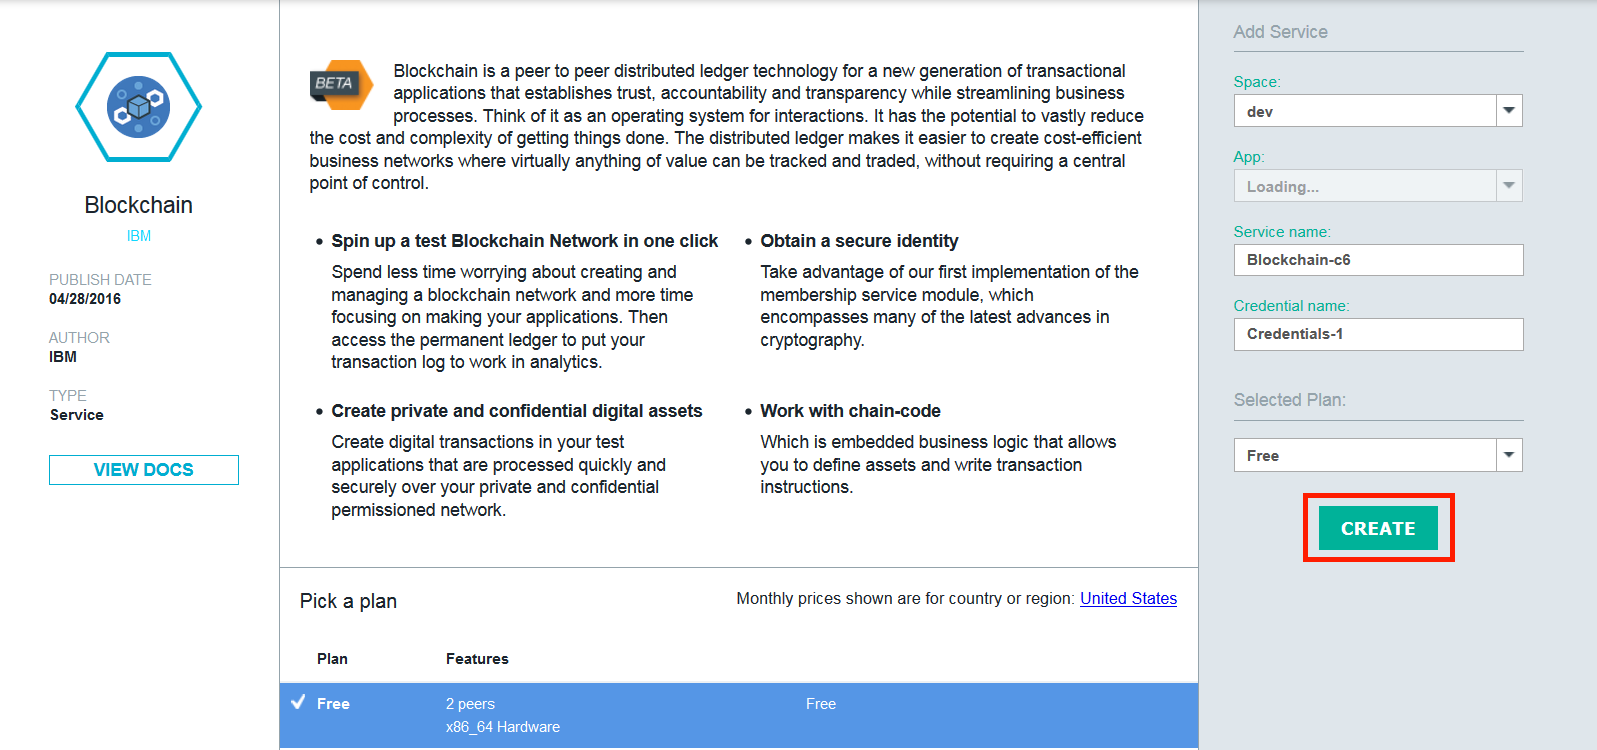 Blockchain
IBM
PUBLISH DATE
04/28/2016
AUTHOR
IBM
TYPE
Service
VIEW DOCS
BETA
Blockchain is a peer to peer distributed ledger technology for a new generation of transactional
applications that establishes trust, accountability and transparency while streamlining business
processes. Think of it as an operating system for interactions. It has the potential to vastly reduce
the cost and complexity of getting things done. The distributed ledger makes it easier to create cost-efficient
business networks where virtually anything of value can be tracked and traded, without requiring a central
point of control.
• Spin up a test Blockchain Network in one click
Spend less time worrying about creating and
managing a blockchain network and more time
focusing on making your applications. Then
access the permanent ledger to put your
transaction log to work in analytics.
• Obtain a secure identity
Take advantage of our first implementation of the
membership service module, which
encompasses many of the latest advances in
cryptography.
• Create private and confidential digital assets
Create digital transactions in your test
applications that are processed quickly and
securely over your private and confidential
permissioned network.
• Work with chain-code
Which is embedded business logic that allows
you to define assets and write transaction
instructions.
Pick a plan
Monthly prices shown are for country or region: United States
Plan Features
Free 2 peers Free
x86_64 Hardware
Add Service
Space:
dev
App:
Loading...
Service name:
Blockchain-c6
Credential name:
Credentials-1
Selected Plan:
Free
CREATE